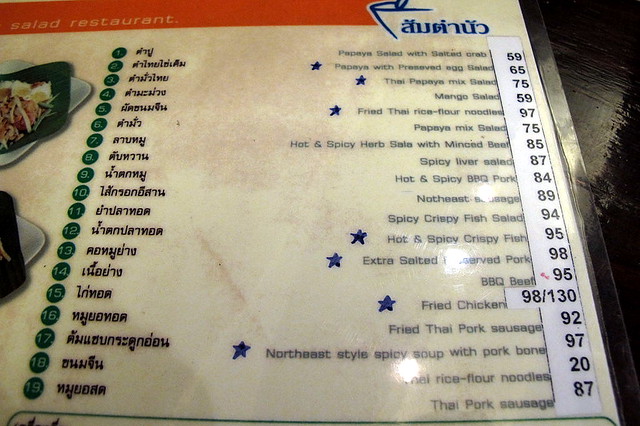 salad restaurant.
ส้มตำนัว
1. ตำปู Papaya Salad with Salted crab 59
2. ตำไทยไข่เค็ม Papaya with Preseved egg Salad 65
3. ตำมั่วไทย Thai Papaya mix Salad 75
4. ตำมะม่วง Mango Salad 59
5. ผัดขนมจีน Fried Thai rice-flour noodles 97
6. ตำมั่ว Papaya mix Salad 75
7. ลาบหมู Hot & Spicy Herb Sala with Minced Beef 85
8. ตับหวาน Spicy liver salad 87
9. น้ำตกหมู Hot & Spicy BBQ Pork 84
10. ไส้กรอกอีสาน Notheast sausage 89
11. ยำปลาทอด Spicy Crispy Fish Salad 94
12. น้ำตกปลาทอด Hot & Spicy Crispy Fish 95
13. คอหมูย่าง Extra Salted Pork 98
14. เนื้อย่าง BBQ Beef 95
15. ไก่ทอด Fried Chicken 98/130
16. หมูยอทอด Fried Thai Pork sausage 92
17. ต้มแซบกระดูกอ่อน Northeast style spicy soup with pork bone 97
18. ขนมจีน Thai rice-flour noodles 20
19. หมูยอสด Thai Pork sausage 87